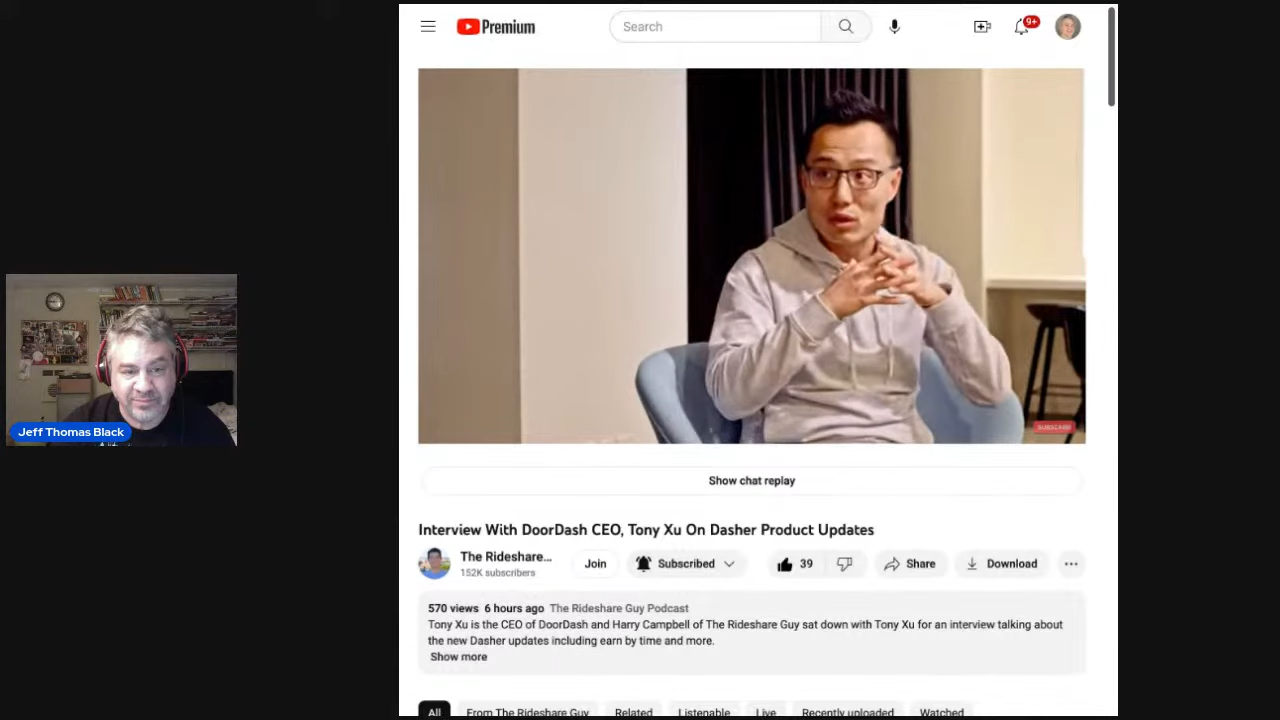 Premium
Search
9+
SUBSCRIBE
Show chat replay
Interview With DoorDash CEO, Tony Xu On Dasher Product Updates
The Rideshare...
152K subscribers
Join
Subscribed
39
Share
Download
570 views 6 hours ago The Rideshare Guy Podcast
Tony Xu is the CEO of DoorDash and Harry Campbell of The Rideshare Guy sat down with Tony Xu for an interview talking about
the new Dasher updates including earn by time and more.
Show more
All From The Rideshare Guy Related Listenable Live Recently uploaded Watched
Jeff Thomas Black